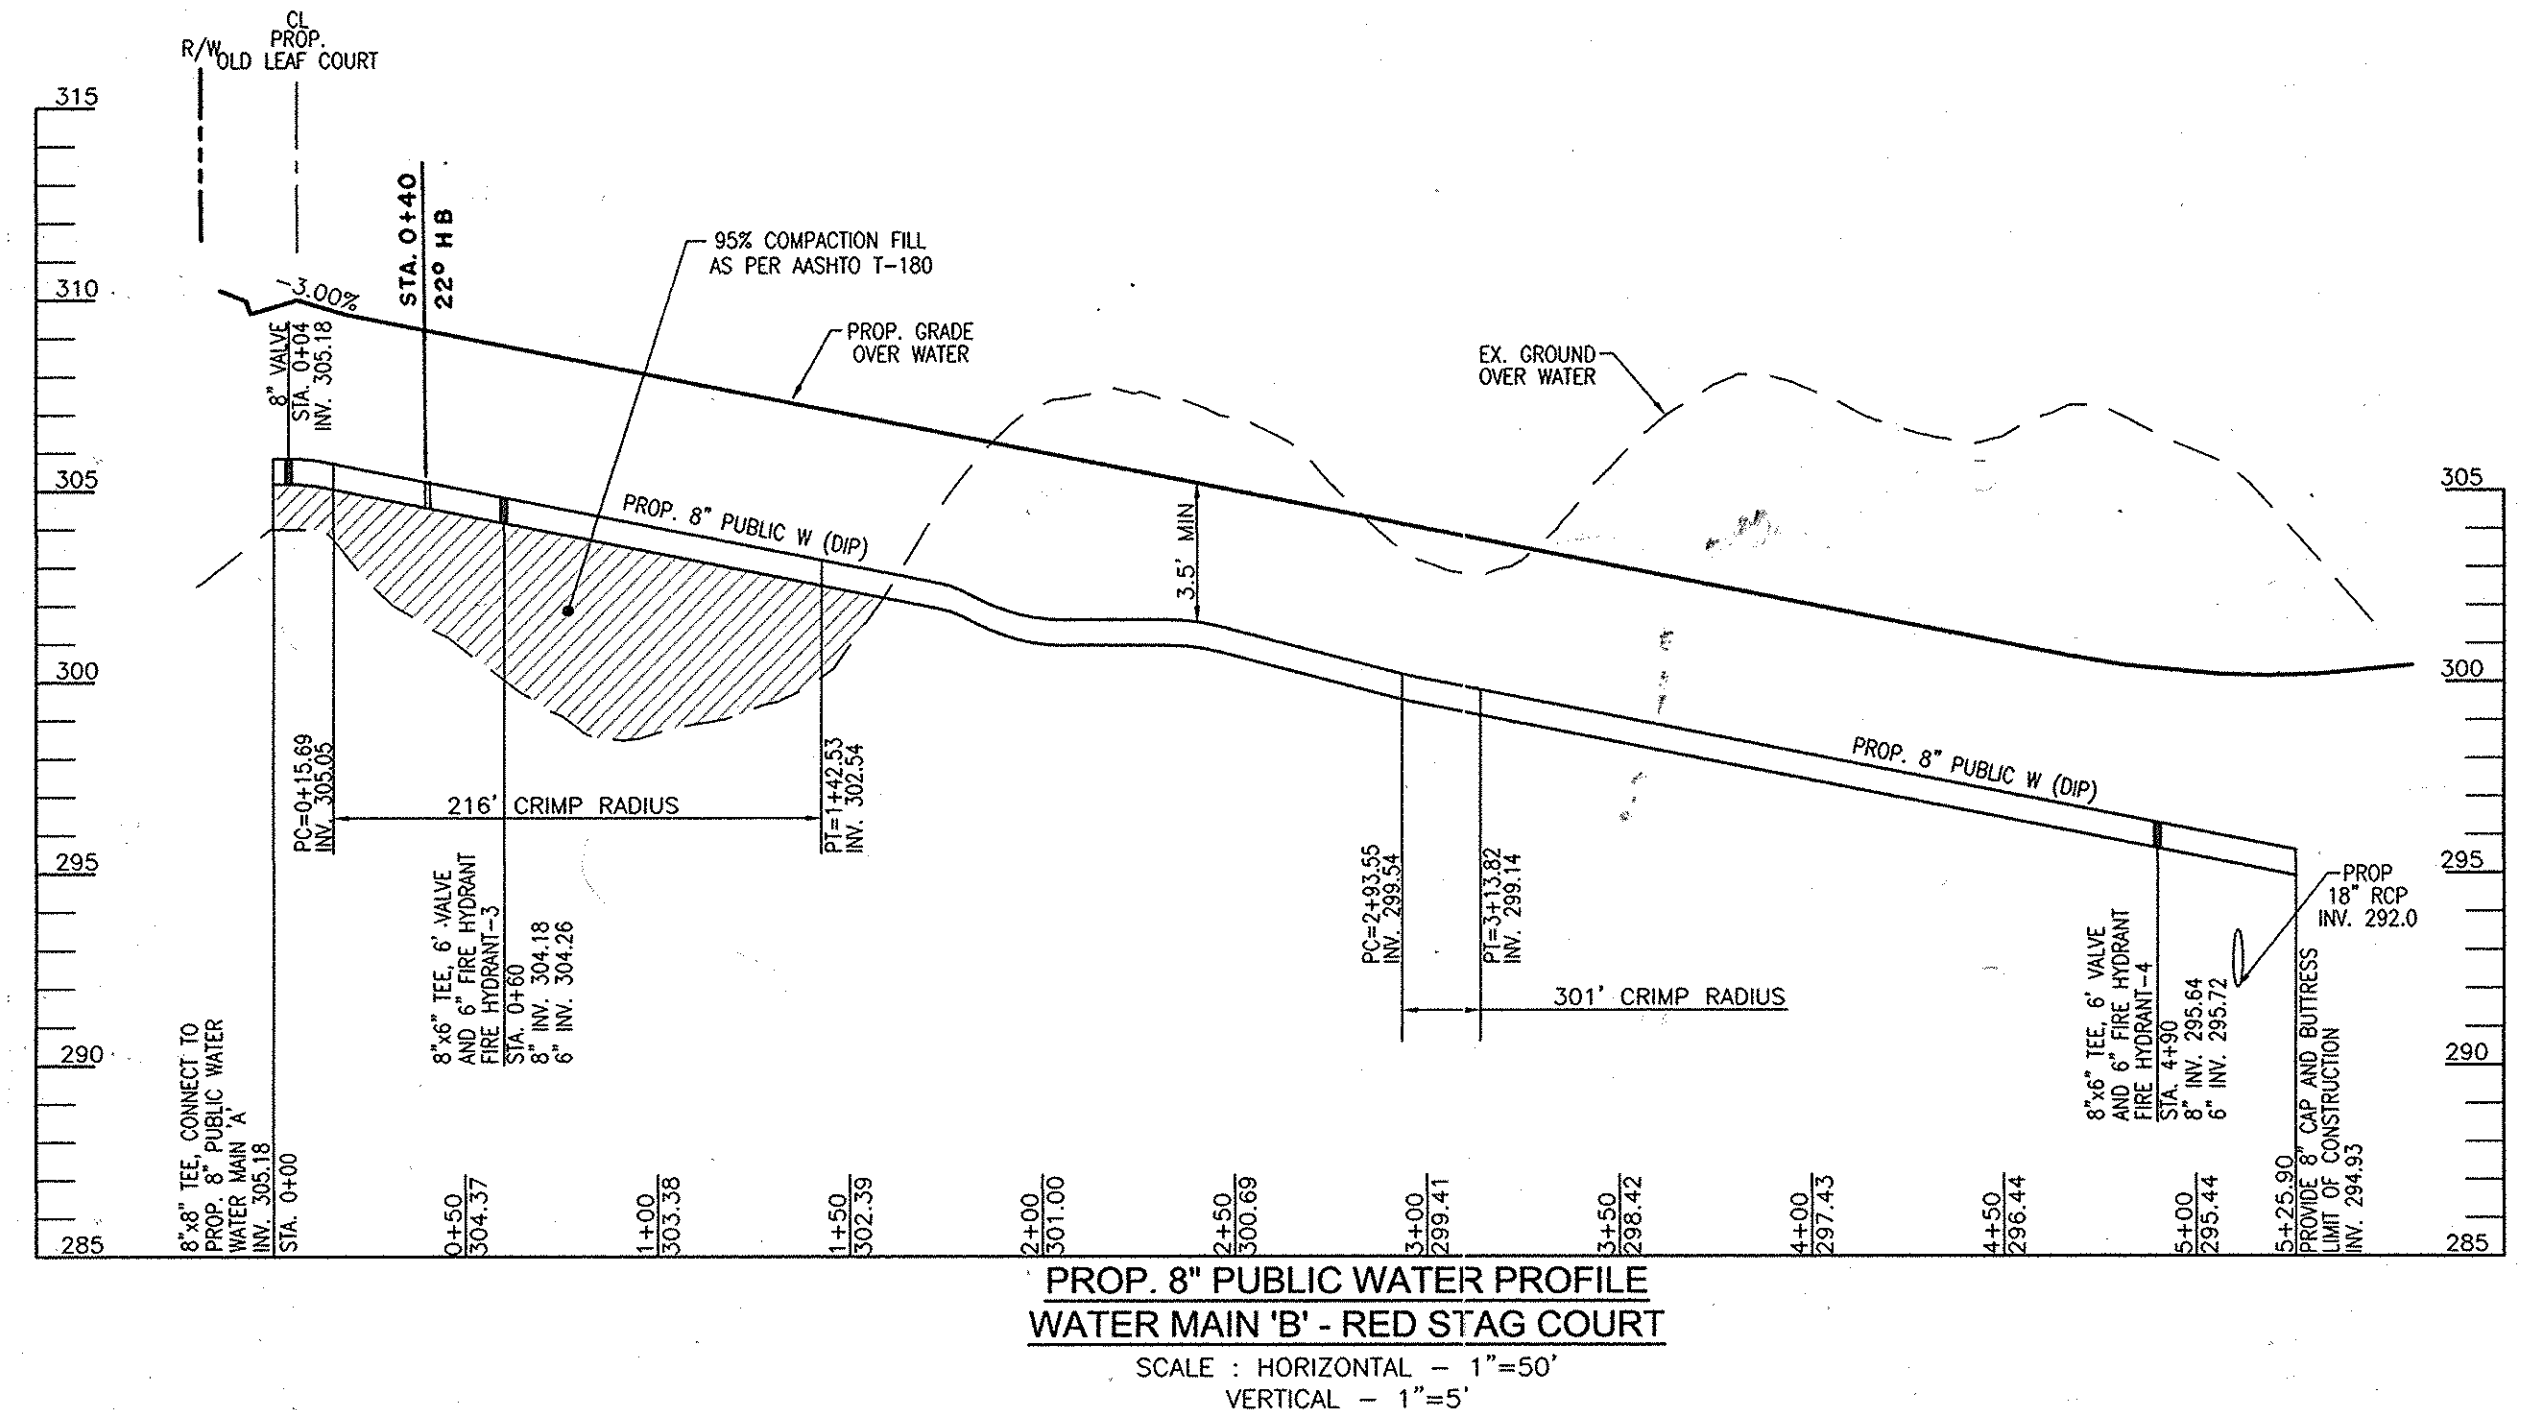 CL
PROP.
R/W
OLD LEAF COURT
315
310
305
300
295
290
285
-3.00%
8" VALVE
STA. 0+04
INV. 305.18
STA. 0+40
22° HB
95% COMPACTION FILL
AS PER AASHTO T-180
PROP. GRADE
OVER WATER
EX. GROUND
OVER WATER
PROP. 8" PUBLIC W (DIP)
3.5' MIN
PC=0+15.69
INV. 305.05
216' CRIMP RADIUS
PT=1+42.53
INV. 302.54
8"x6" TEE, 6' VALVE
AND 6" FIRE HYDRANT
FIRE HYDRANT-3
STA. 0+60
8" INV. 304.18
6" INV. 304.26
PC=2+93.55
INV. 299.54
PT=3+13.82
INV. 299.14
301' CRIMP RADIUS
PROP. 8" PUBLIC W (DIP)
8"x6" TEE, 6' VALVE
AND 6" FIRE HYDRANT
FIRE HYDRANT-4
STA. 4+90
8" INV. 295.64
6" INV. 295.72
PROP
18" RCP
INV. 292.0
305
300
295
290
285
8"x8" TEE, CONNECT TO
PROP. 8" PUBLIC WATER
WATER MAIN 'A'
INV. 305.18
STA. 0+00
0+50
304.37
1+00
303.38
1+50
302.39
2+00
301.00
2+50
300.69
3+00
299.41
3+50
298.42
4+00
297.43
4+50
296.44
5+00
295.44
5+25.90
PROVIDE 8" CAP AND BUTTRESS
LIMIT OF CONSTRUCTION
INV. 294.93
PROP. 8" PUBLIC WATER PROFILE
WATER MAIN 'B' - RED STAG COURT
SCALE : HORIZONTAL - 1"=50'
VERTICAL - 1"=5'